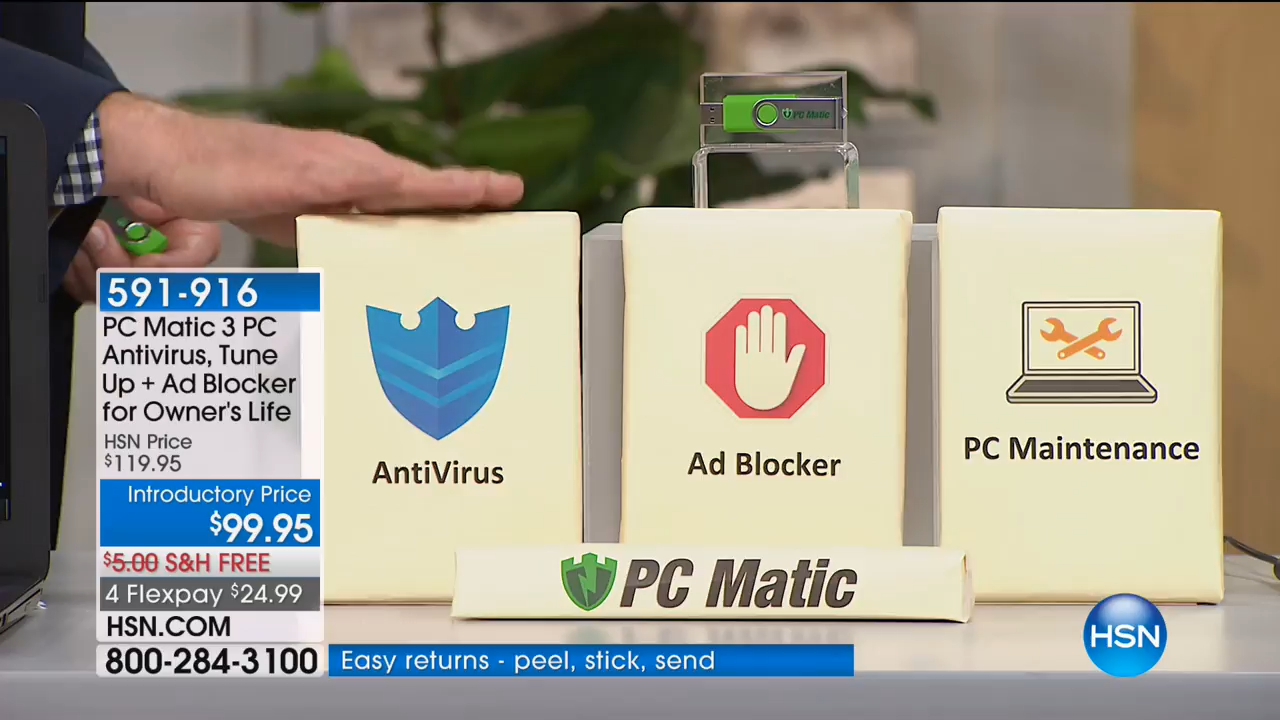 PC Matic
591-916
PC Matic 3 PC
Antivirus, Tune
Up + Ad Blocker
for Owner's Life
HSN Price
$119.95
Introductory Price
$99.95
$5.00 S&H FREE
4 Flexpay $24.99
HSN.COM
800-284-3100
Easy returns - peel, stick, send
AntiVirus
Ad Blocker
PC Maintenance
PC Matic
HSN